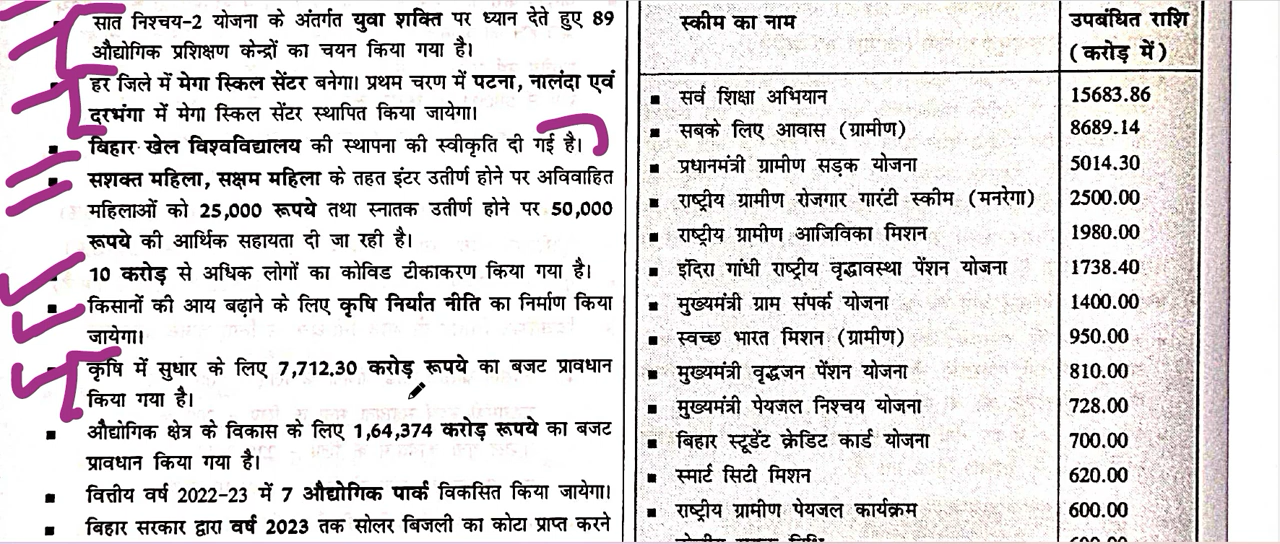 सात निश्चय-2 योजना के अंतर्गत युवा शक्ति पर ध्यान देते हुए 89
औद्योगिक प्रशिक्षण केन्द्रों का चयन किया गया है।
हर जिले में मेगा स्किल सेंटर बनेगा। प्रथम चरण में पटना, नालंदा एवं
दरभंगा में मेगा स्किल सेंटर स्थापित किया जायेगा।
▪ बिहार खेल विश्वविद्यालय की स्थापना की स्वीकृति दी गई है।
▪ सशक्त महिला, सक्षम महिला के तहत इंटर उतीर्ण होने पर अविवाहित
महिलाओं को 25,000 रूपये तथा स्नातक उतीर्ण होने पर 50,000
रूपये की आर्थिक सहायता दी जा रही है।
▪ 10 करोड़ से अधिक लोगों का कोविड टीकाकरण किया गया है।
▪ किसानों की आय बढ़ाने के लिए कृषि निर्यात नीति का निर्माण किया
जायेगा।
कृषि में सुधार के लिए 7,712.30 करोड़ रूपये का बजट प्रावधान
किया गया है।
▪ औद्योगिक क्षेत्र के विकास के लिए 1,64,374 करोड़ रूपये का बजट
प्रावधान किया गया है।
▪ वित्तीय वर्ष 2022-23 में 7 औद्योगिक पार्क विकसित किया जायेगा।
▪ बिहार सरकार द्वारा वर्ष 2023 तक सोलर बिजली का कोटा प्राप्त करने
स्कीम का नाम उपबंधित राशि
(करोड़ में)
▪ सर्व शिक्षा अभियान 15683.86
▪ सबके लिए आवास (ग्रामीण) 8689.14
▪ प्रधानमंत्री ग्रामीण सड़क योजना 5014.30
▪ राष्ट्रीय ग्रामीण रोजगार गारंटी स्कीम (मनरेगा) 2500.00
▪ राष्ट्रीय ग्रामीण आजिविका मिशन 1980.00
▪ इंदिरा गांधी राष्ट्रीय वृद्धावस्था पेंशन योजना 1738.40
▪ मुख्यमंत्री ग्राम संपर्क योजना 1400.00
▪ स्वच्छ भारत मिशन (ग्रामीण) 950.00
▪ मुख्यमंत्री वृद्धजन पेंशन योजना 810.00
▪ मुख्यमंत्री पेयजल निश्चय योजना 728.00
▪ बिहार स्टूडेंट क्रेडिट कार्ड योजना 700.00
▪ स्मार्ट सिटी मिशन 620.00
▪ राष्ट्रीय ग्रामीण पेयजल कार्यक्रम 600.00